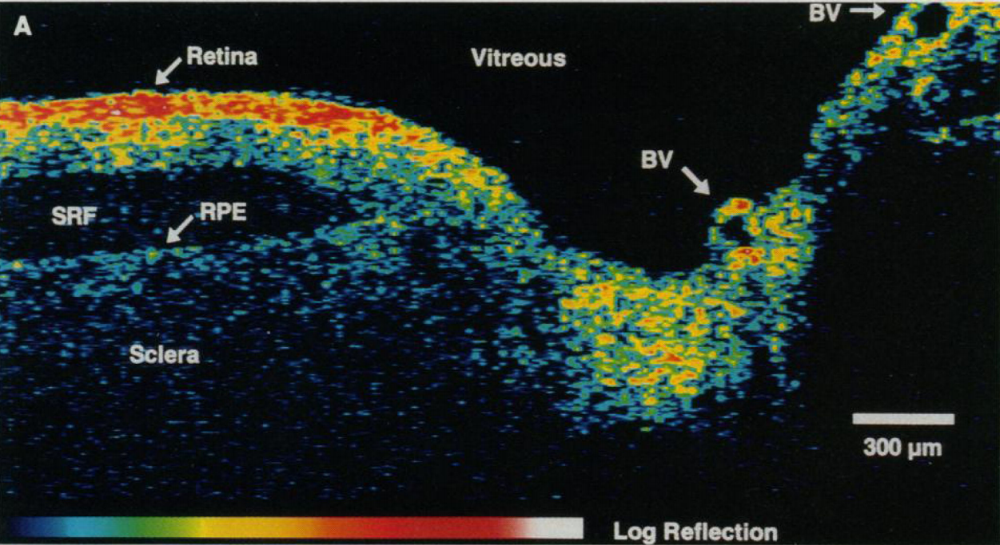 A
BV
Retina
Vitreous
BV
SRF
RPE
Sclera
300 µm
Log Reflection